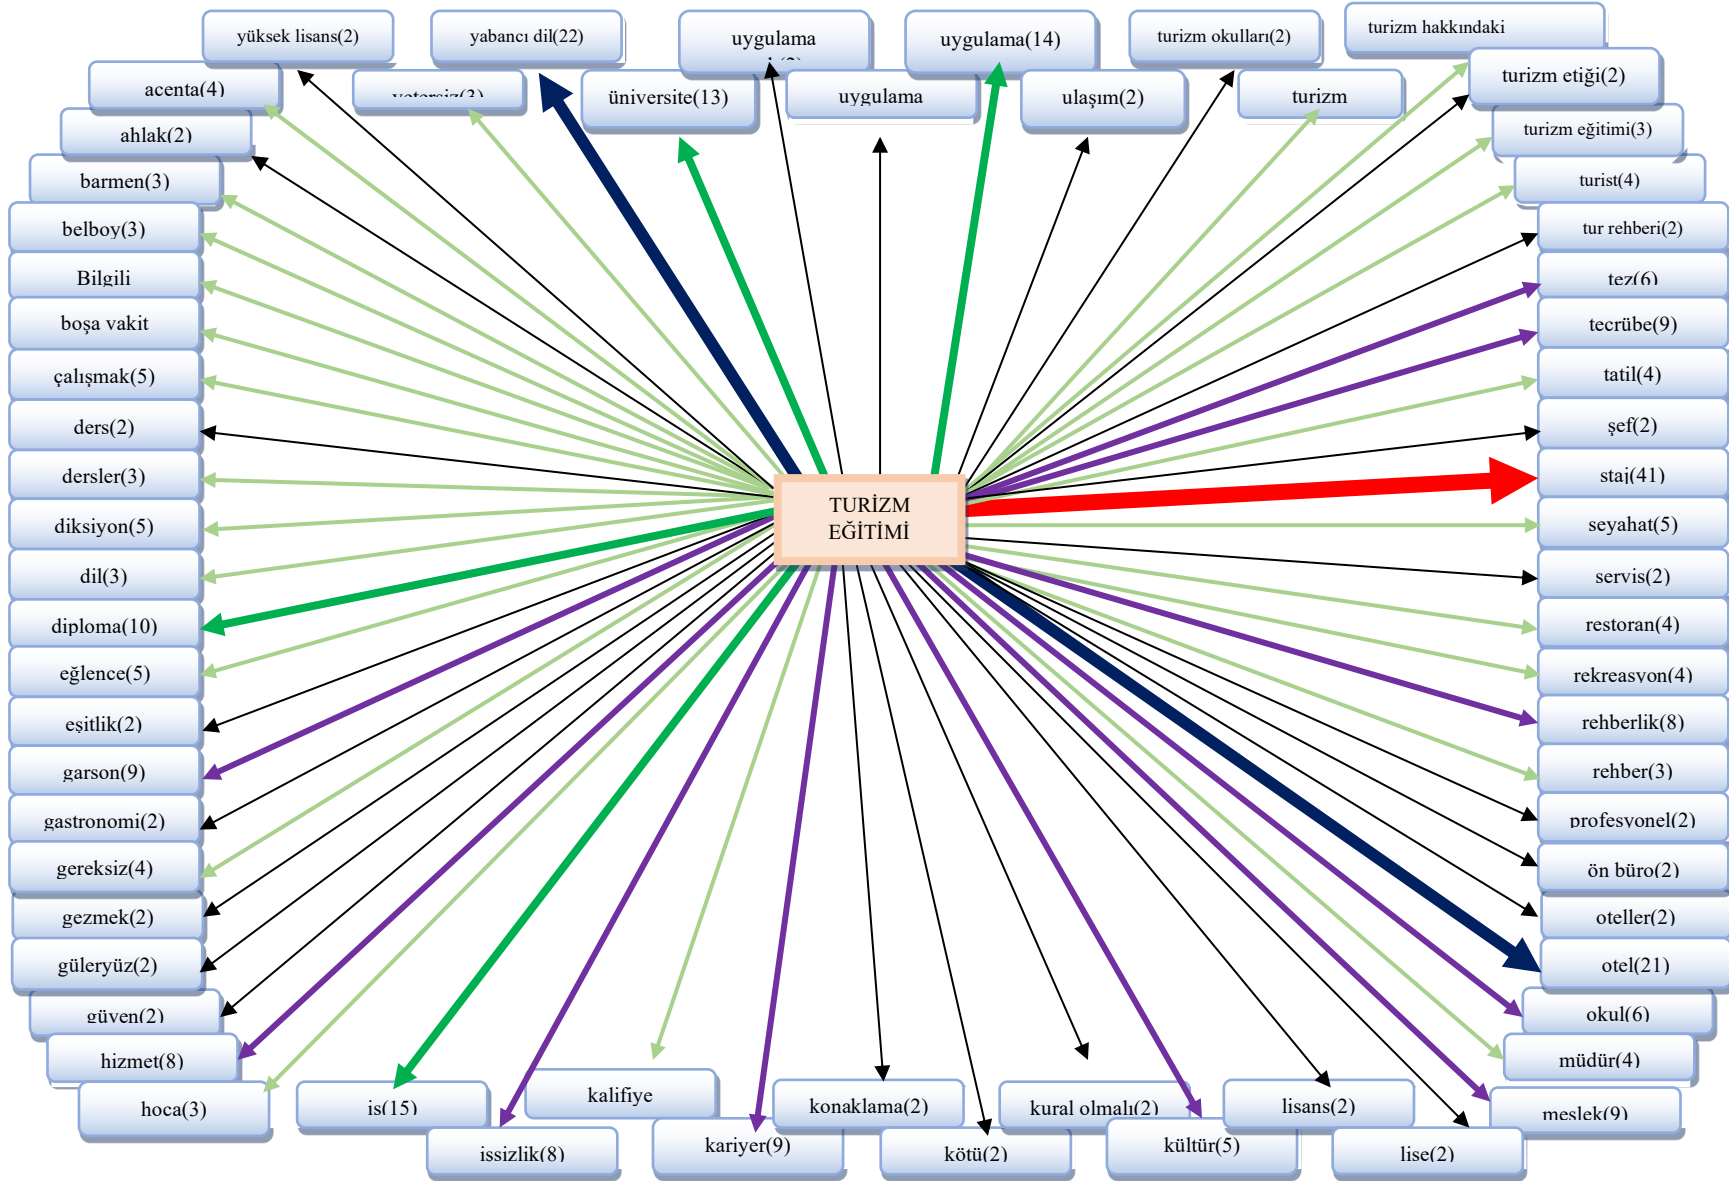 yüksek lisans(2)
yabancı dil(22)
uygulama
uygulama(14)
turizm okulları(2)
turizm hakkındaki
acenta(4)
yetersiz(3)
üniversite(13)
uygulama
ulaşım(2)
turizm
turizm etiği(2)
ahlak(2)
turizm eğitimi(3)
barmen(3)
turist(4)
belboy(3)
tur rehberi(2)
Bilgili
tez(6)
boşa vakit
tecrübe(9)
çalışmak(5)
tatil(4)
ders(2)
şef(2)
dersler(3)
staj(41)
TURİZM
EĞİTİMİ
diksiyon(5)
seyahat(5)
dil(3)
servis(2)
diploma(10)
restoran(4)
eğlence(5)
rekreasyon(4)
eşitlik(2)
rehberlik(8)
garson(9)
rehber(3)
gastronomi(2)
profesyonel(2)
gereksiz(4)
ön büro(2)
gezmek(2)
oteller(2)
güleryüz(2)
otel(21)
güven(2)
okul(6)
hizmet(8)
müdür(4)
hoca(3)
iş(15)
kalifiye
konaklama(2)
kural olmalı(2)
lisans(2)
meslek(9)
işsizlik(8)
kariyer(9)
kötü(2)
kültür(5)
lise(2)